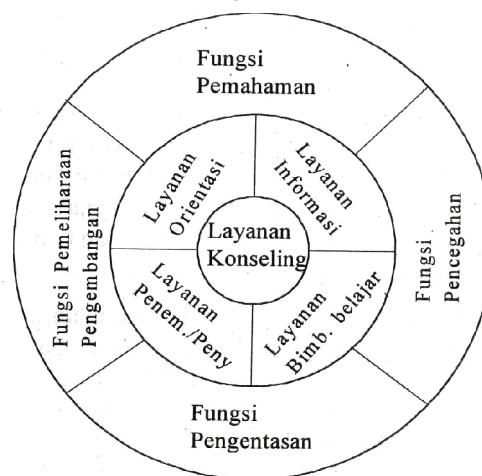 Fungsi
Pemahaman
Layanan
Orientasi
Layanan
Informasi
Fungsi Pemeliharaan
Pengembangan
Layanan
Konseling
Fungsi
Pencegahan
Layanan
Penem./Peny
Layanan
Bimb. belajar
Fungsi
Pengentasan